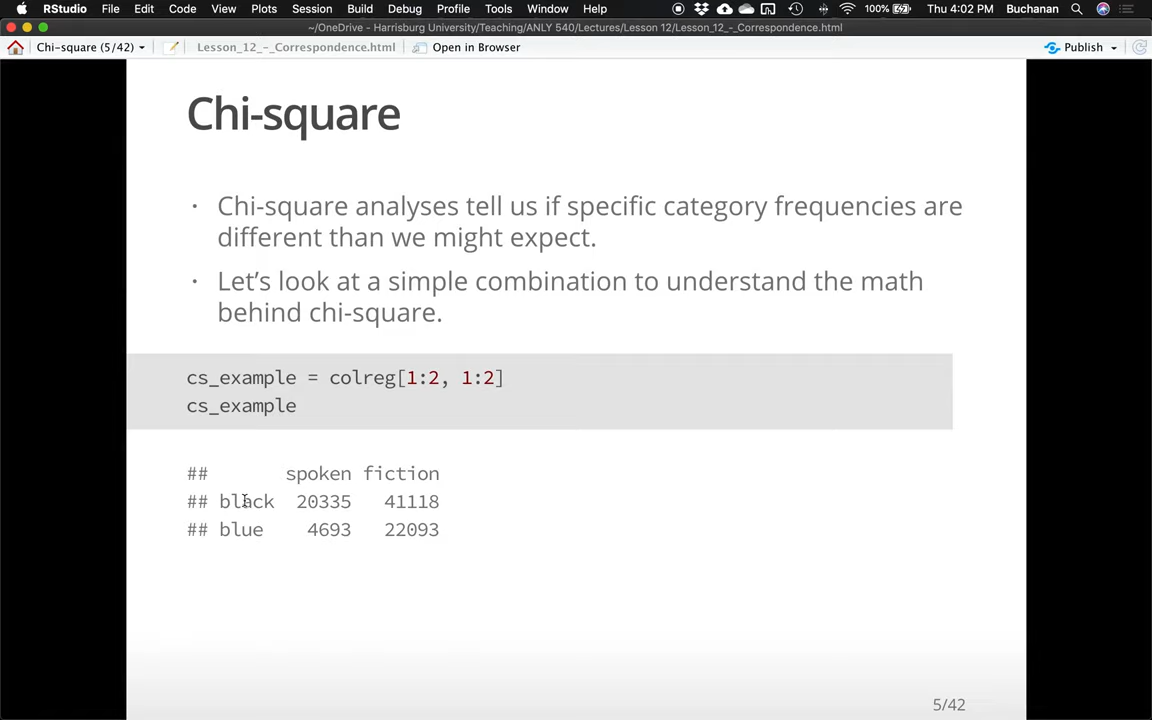 RStudio File Edit Code View Plots Session Build Debug Profile Tools Window Help 100% Thu 4:02 PM Buchanan
~/OneDrive - Harrisburg University/Teaching/ANLY 540/Lectures/Lesson 12/Lesson_12_-_Correspondence.html
Chi-square (5/42) Lesson_12_-_Correspondence.html Open in Browser Publish
Chi-square
· Chi-square analyses tell us if specific category frequencies are
different than we might expect.
· Let's look at a simple combination to understand the math
behind chi-square.
cs_example = colreg[1:2, 1:2]
cs_example
## spoken fiction
## black 20335 41118
## blue 4693 22093
5/42